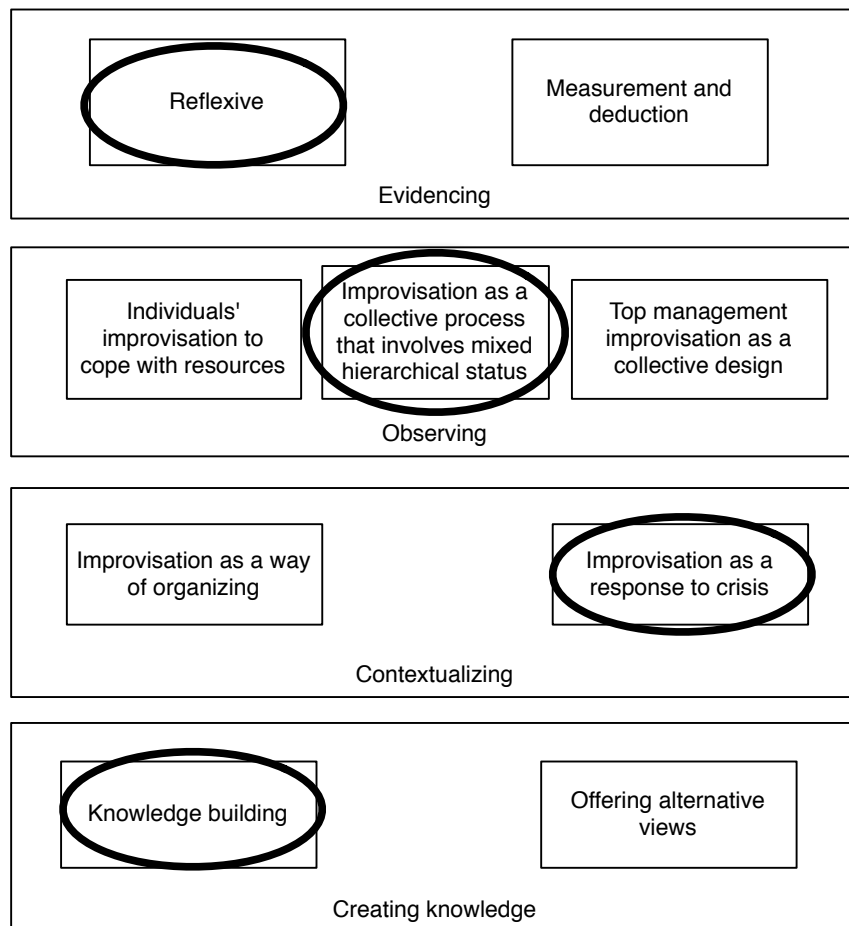 Reflexive
Measurement and
deduction
Evidencing
Individuals'
improvisation to
cope with resources
Improvisation as a
collective process
that involves mixed
hierarchical status
Top management
improvisation as a
collective design
Observing
Improvisation as a way
of organizing
Improvisation as a
response to crisis
Contextualizing
Knowledge building
Offering alternative
views
Creating knowledge